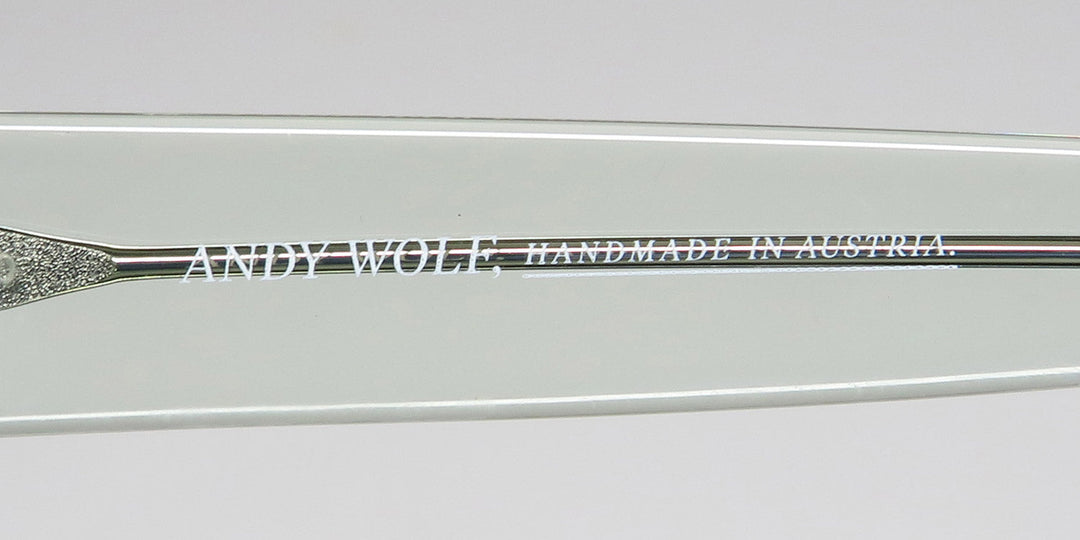 ANDY WOLF, HANDMADE IN AUSTRIA.